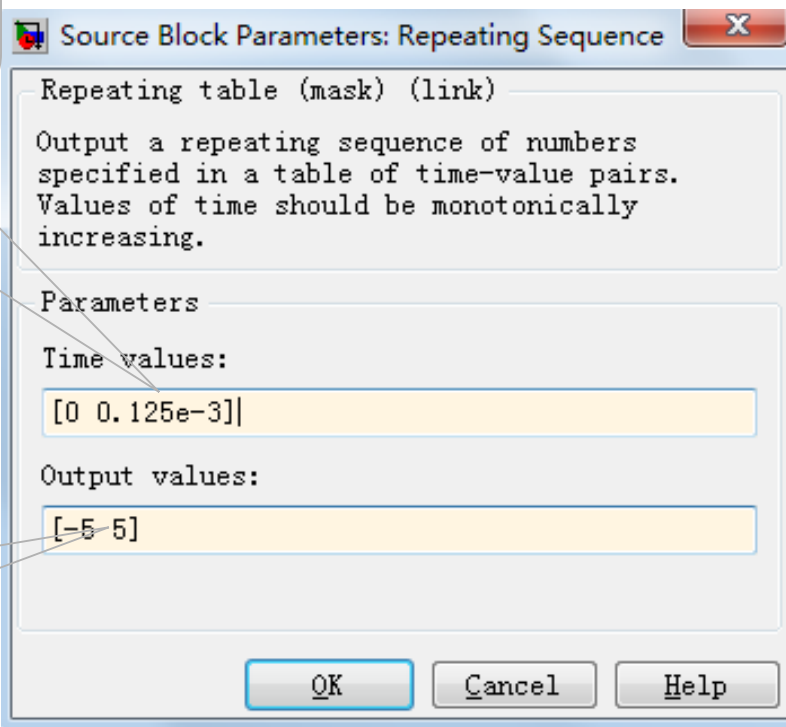 Source Block Parameters: Repeating Sequence
Repeating table (mask) (link)
Output a repeating sequence of numbers
specified in a table of time-value pairs.
Values of time should be monotonically
increasing.
Parameters
Time values:
[0 0.125e-3]
Output values:
[-5 5]
OK
Cancel
Help